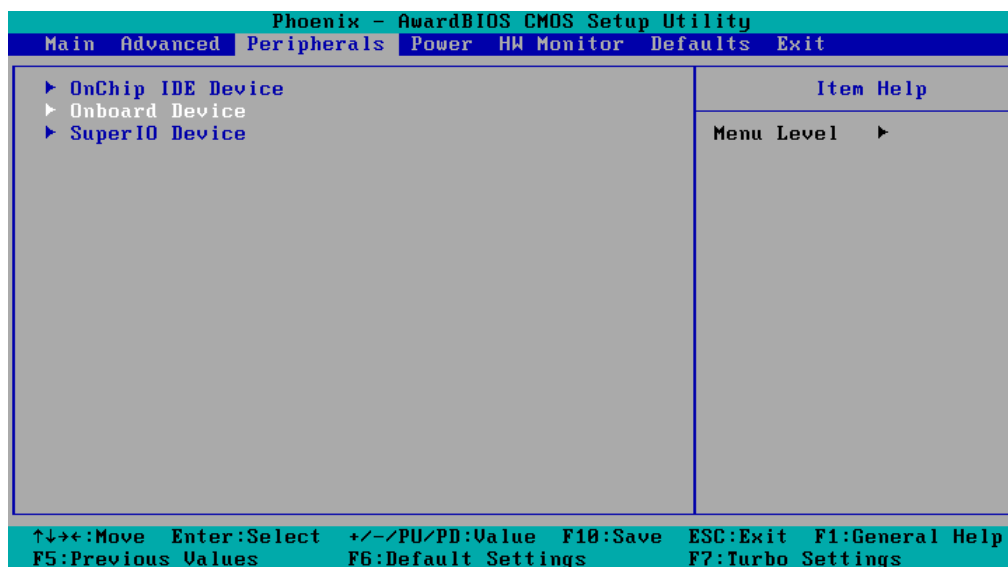 Phoenix - AwardBIOS CMOS Setup Utility
Main Advanced Peripherals Power HW Monitor Defaults Exit
▶ OnChip IDE Device
▶ Onboard Device
▶ SuperIO Device
Item Help
Menu Level ▶
↑↓→←:Move Enter:Select +/-/PU/PD:Value F10:Save ESC:Exit F1:General Help
F5:Previous Values F6:Default Settings F7:Turbo Settings